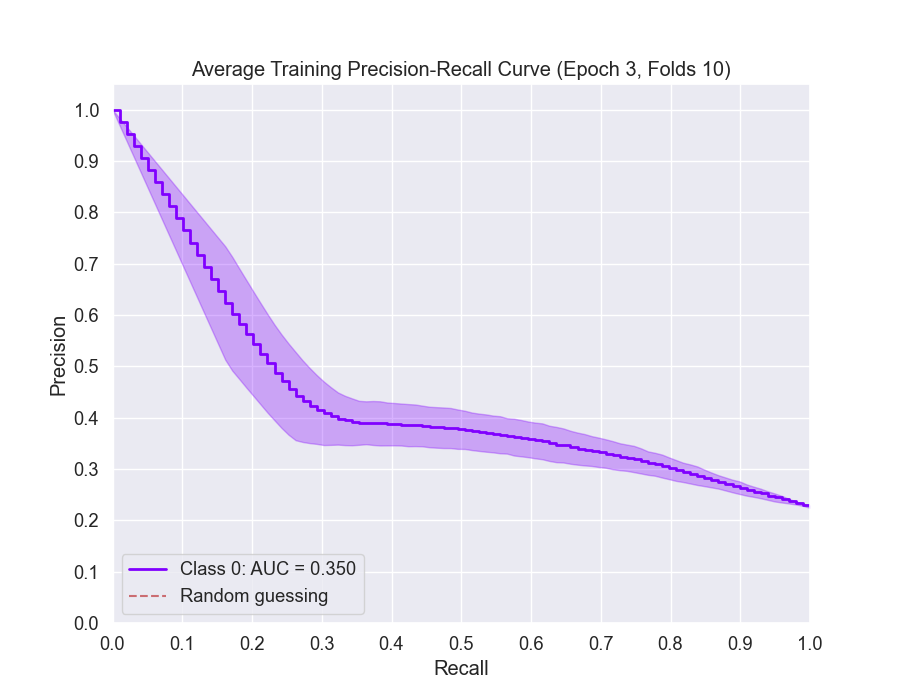 Average Training Precision-Recall Curve (Epoch 3, Folds 10)
1.0
0.9
0.8
0.7
0.6
0.5
0.4
0.3
0.2
0.1
0.0
Precision
Class 0: AUC = 0.350
Random guessing
0.0 0.1 0.2 0.3 0.4 0.5 0.6 0.7 0.8 0.9 1.0
Recall